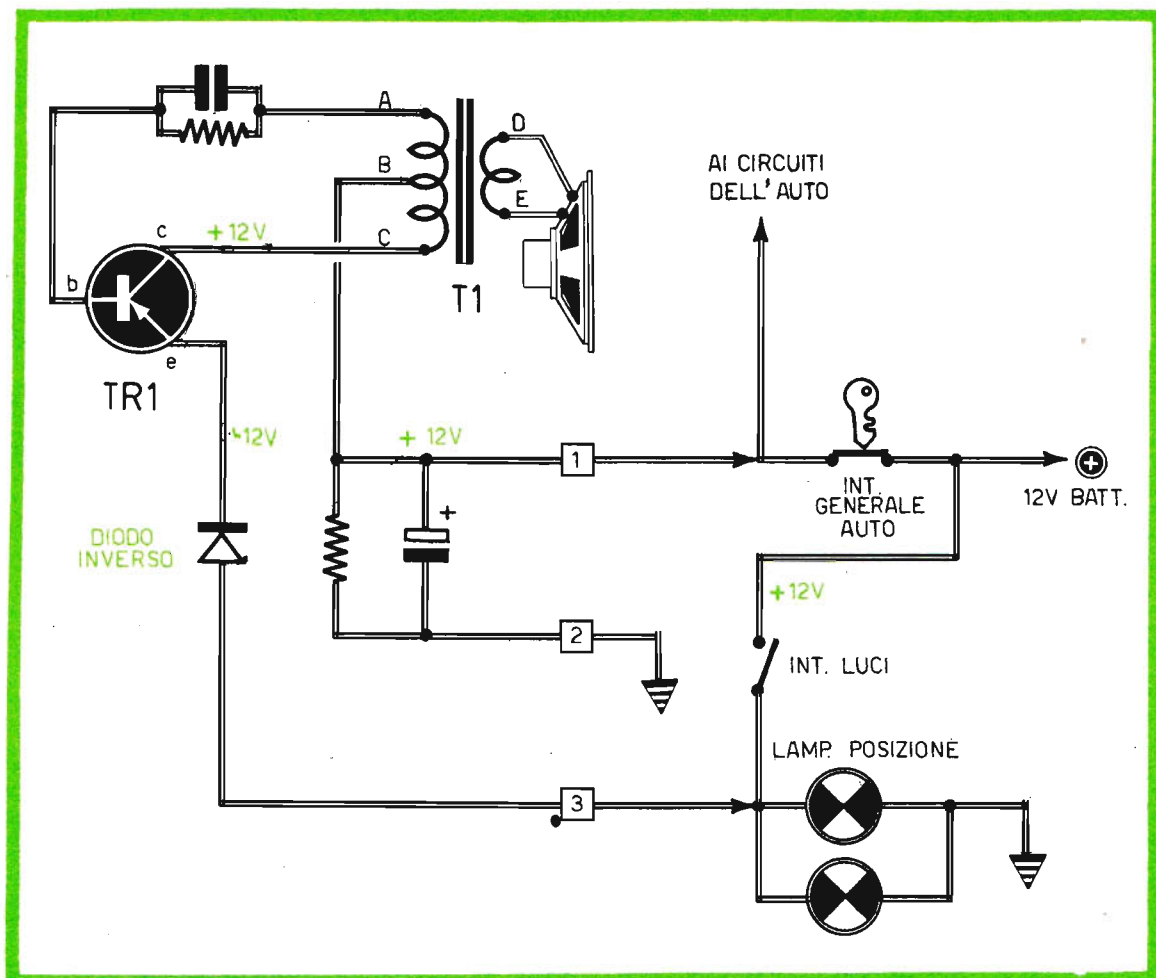 A
D
B
E
C
c
+12V
b
e
T1
TR1
AI CIRCUITI
DELL'AUTO
12V
+ 12V
1
INT.
GENERALE
AUTO
+
12V BATT.
DIODO
INVERSO
+
+12V
2
INT. LUCI
LAMP. POSIZIONE
3